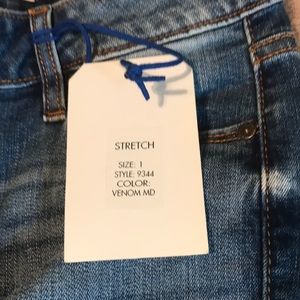 STRETCH
SIZE: 1
STYLE: 9344
COLOR:
VENOM MD